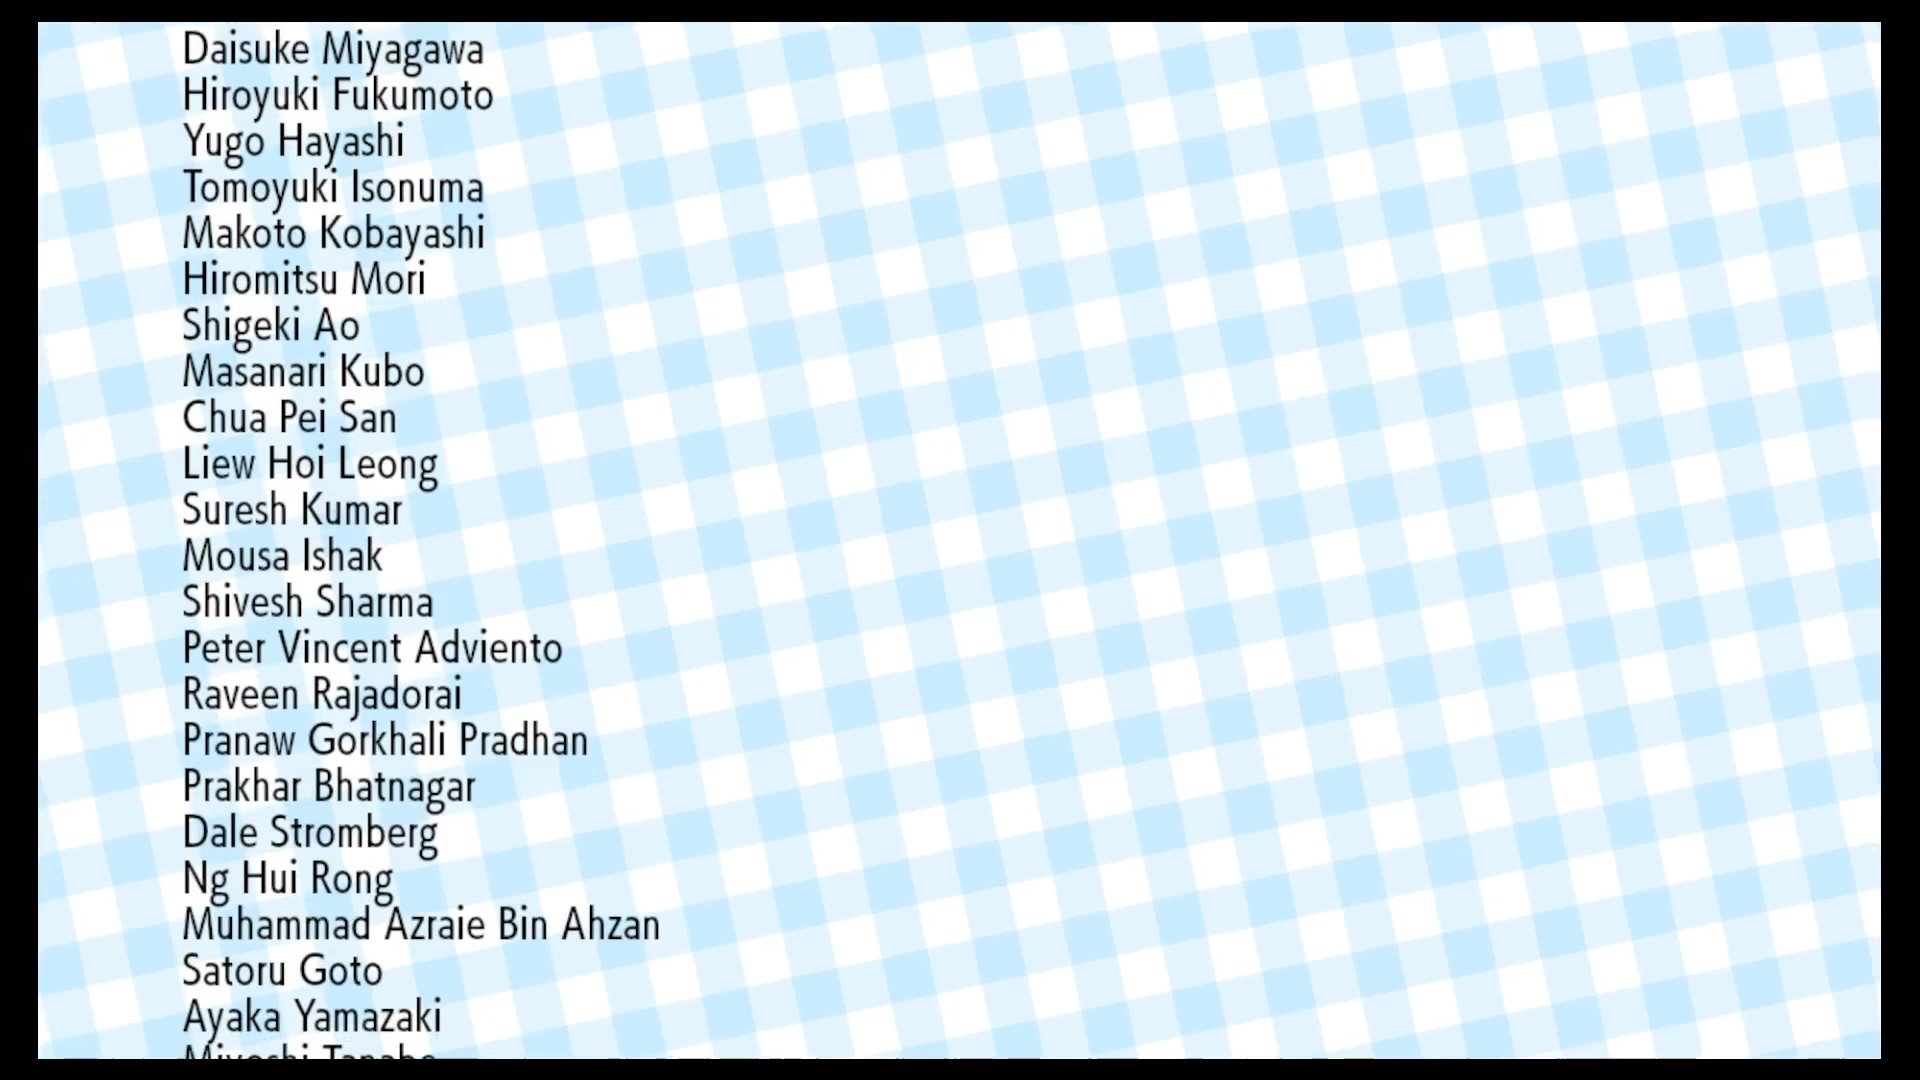 Daisuke Miyagawa
Hiroyuki Fukumoto
Yugo Hayashi
Tomoyuki Isonuma
Makoto Kobayashi
Hiromitsu Mori
Shigeki Ao
Masanari Kubo
Chua Pei San
Liew Hoi Leong
Suresh Kumar
Mousa Ishak
Shivesh Sharma
Peter Vincent Adviento
Raveen Rajadorai
Pranaw Gorkhali Pradhan
Prakhar Bhatnagar
Dale Stromberg
Ng Hui Rong
Muhammad Azraie Bin Ahzan
Satoru Goto
Ayaka Yamazaki